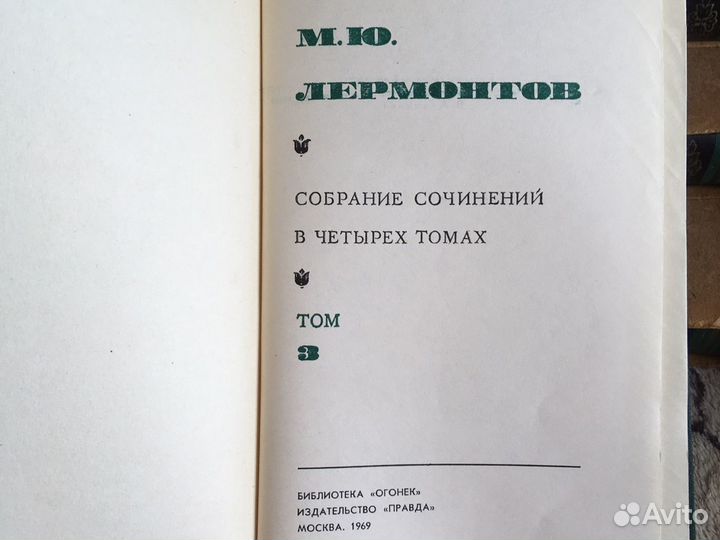 М.Ю.
ЛЕРМОНТОВ
СОБРАНИЕ СОЧИНЕНИЙ
В ЧЕТЫРЕХ ТОМАХ
ТОМ
3
БИБЛИОТЕКА «ОГОНЕК»
ИЗДАТЕЛЬСТВО «ПРАВДА»
МОСКВА. 1969
Avito